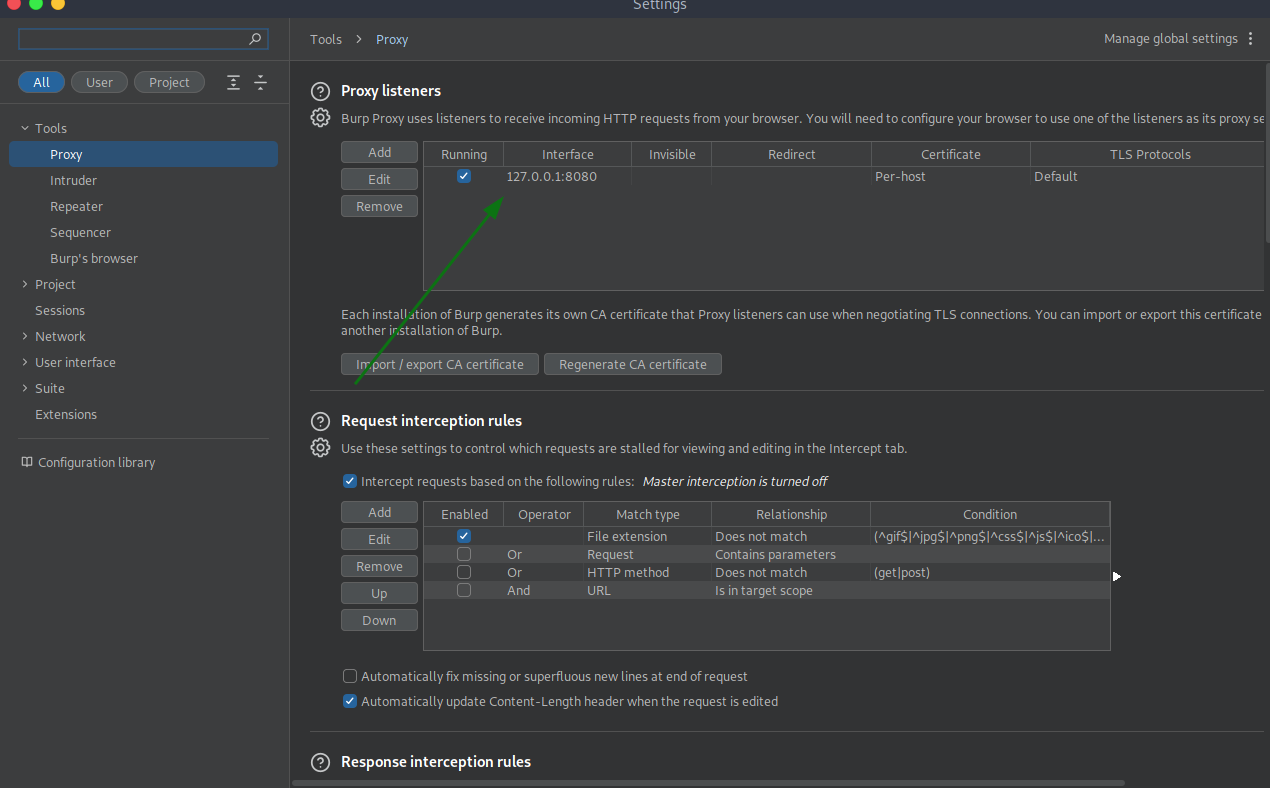 Settings
Tools > Proxy
Manage global settings
All User Project
Tools
Proxy
Intruder
Repeater
Sequencer
Burp's browser
Project
Sessions
Network
User interface
Suite
Extensions
Configuration library
Proxy listeners
Burp Proxy uses listeners to receive incoming HTTP requests from your browser. You will need to configure your browser to use one of the listeners as its proxy se
Add
Edit
Remove
Running Interface Invisible Redirect Certificate TLS Protocols
127.0.0.1:8080 Per-host Default
Each installation of Burp generates its own CA certificate that Proxy listeners can use when negotiating TLS connections. You can import or export this certificate
another installation of Burp.
Import / export CA certificate Regenerate CA certificate
Request interception rules
Use these settings to control which requests are stalled for viewing and editing in the Intercept tab.
Intercept requests based on the following rules: Master interception is turned off
Add
Edit
Remove
Up
Down
Enabled Operator Match type Relationship Condition
File extension Does not match (^gif$|^jpg$|^png$|^css$|^js$|^ico$|...
Or Request Contains parameters
Or HTTP method Does not match (get|post)
And URL Is in target scope
Automatically fix missing or superfluous new lines at end of request
Automatically update Content-Length header when the request is edited
Response interception rules